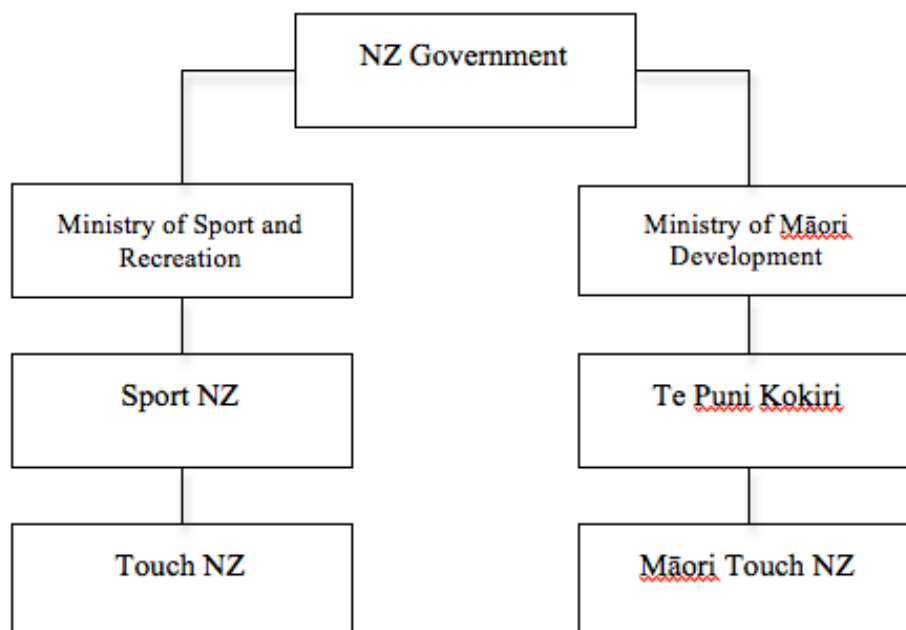 NZ Government
Ministry of Sport and
Recreation
Ministry of Māori
Development
Sport NZ
Te Puni Kokiri
Touch NZ
Māori Touch NZ